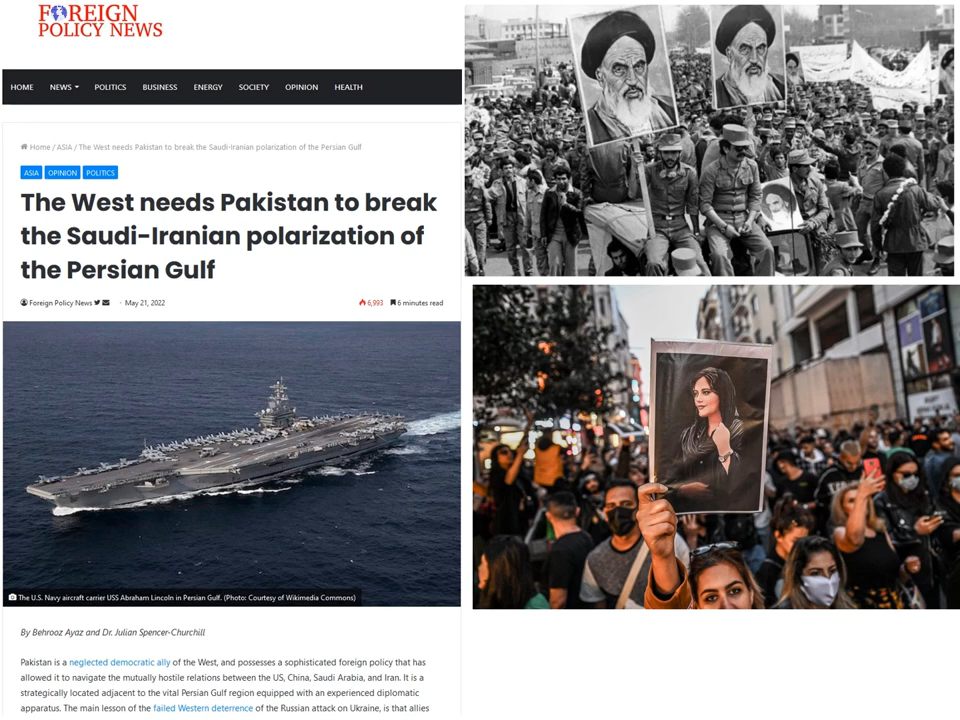 FOREIGN
POLICY NEWS
HOME NEWS POLITICS BUSINESS ENERGY SOCIETY OPINION HEALTH
Home / ASIA / The West needs Pakistan to break the Saudi-Iranian polarization of the Persian Gulf
ASIA OPINION POLITICS
The West needs Pakistan to break
the Saudi-Iranian polarization of
the Persian Gulf
Foreign Policy News · May 21, 2022 6,993 6 minutes read
The U.S. Navy aircraft carrier USS Abraham Lincoln in Persian Gulf. (Photo: Courtesy of Wikimedia Commons)
By Behrooz Ayaz and Dr. Julian Spencer-Churchill
Pakistan is a neglected democratic ally of the West, and possesses a sophisticated foreign policy that has
allowed it to navigate the mutually hostile relations between the US, China, Saudi Arabia, and Iran. It is a
strategically located adjacent to the vital Persian Gulf region equipped with an experienced diplomatic
apparatus. The main lesson of the failed Western deterrence of the Russian attack on Ukraine, is that allies